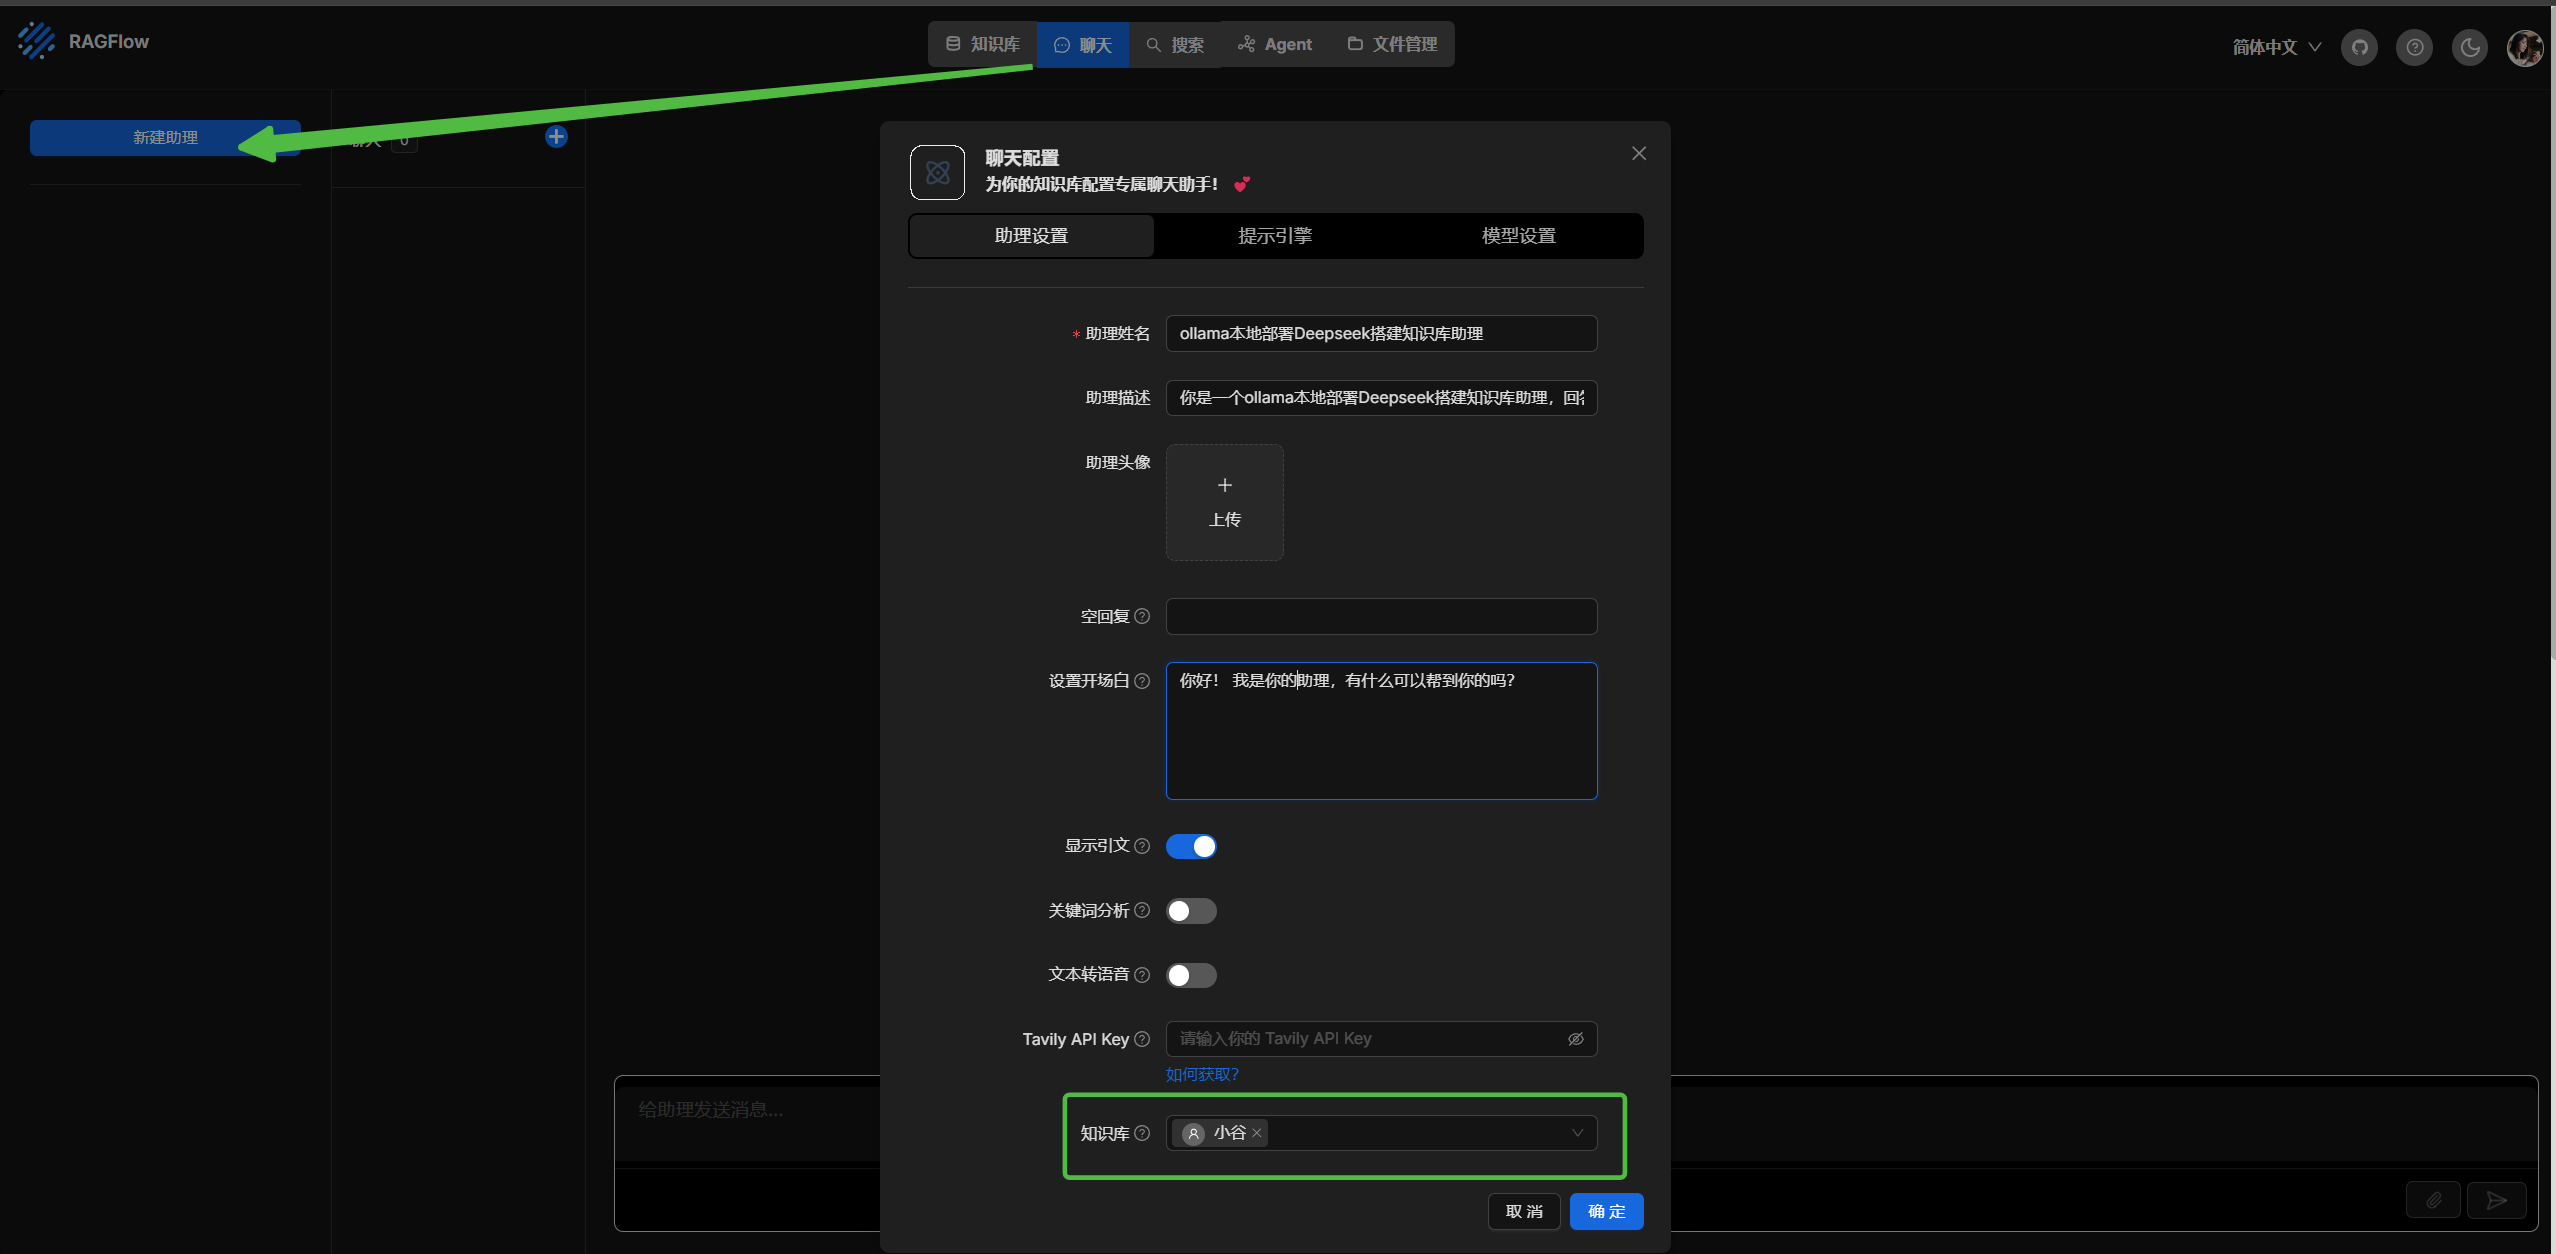 RAGFlow
知识库
聊天
搜索
Agent
文件管理
简体中文
新建助理
0
聊天配置
为你的知识库配置专属聊天助手! 💕
助理设置
提示引擎
模型设置
* 助理姓名
ollama本地部署Deepseek搭建知识库助理
助理描述
你是一个ollama本地部署Deepseek搭建知识库助理，回
助理头像
上传
空回复
设置开场白
你好！ 我是你的助理，有什么可以帮到你的吗?
显示引文
关键词分析
文本转语音
Tavily API Key
请输入你的 Tavily API Key
如何获取?
知识库
小谷
取 消
确 定
给助理发送消息...